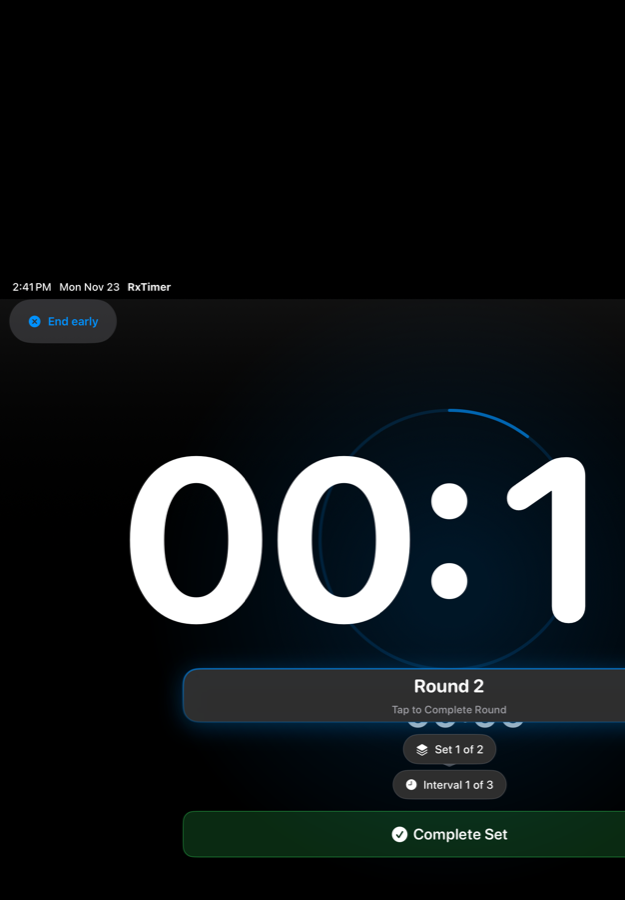 2:41 PM Mon Nov 23 RxTimer
End early
00:1
Round 2
Tap to Complete Round
Set 1 of 2
Interval 1 of 3
Complete Set